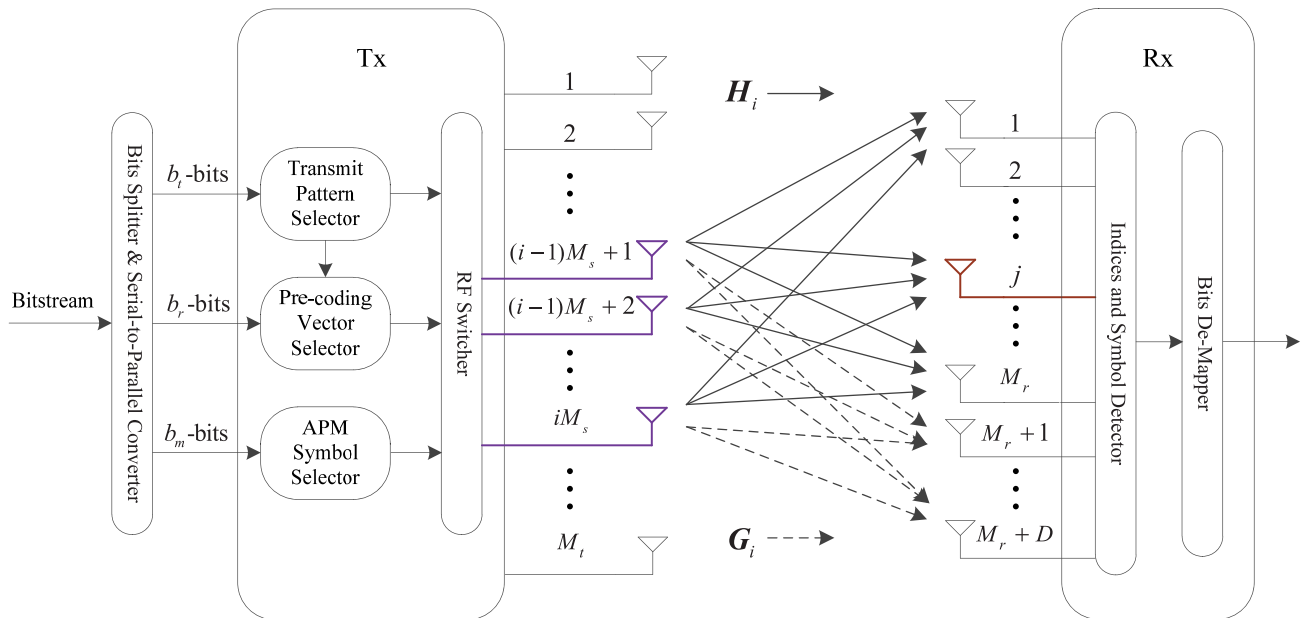 Tx
Rx
Bitstream
Bits Splitter & Serial-to-Parallel Converter
b_t-bits
b_r-bits
b_m-bits
Transmit
Pattern
Selector
Pre-coding
Vector
Selector
APM
Symbol
Selector
RF Switcher
1
2
(i−1)M_s+1
(i−1)M_s+2
iM_s
M_t
H_i
G_i
1
2
j
M_r
M_r+1
M_r+D
Indices and Symbol Detector
Bits De-Mapper